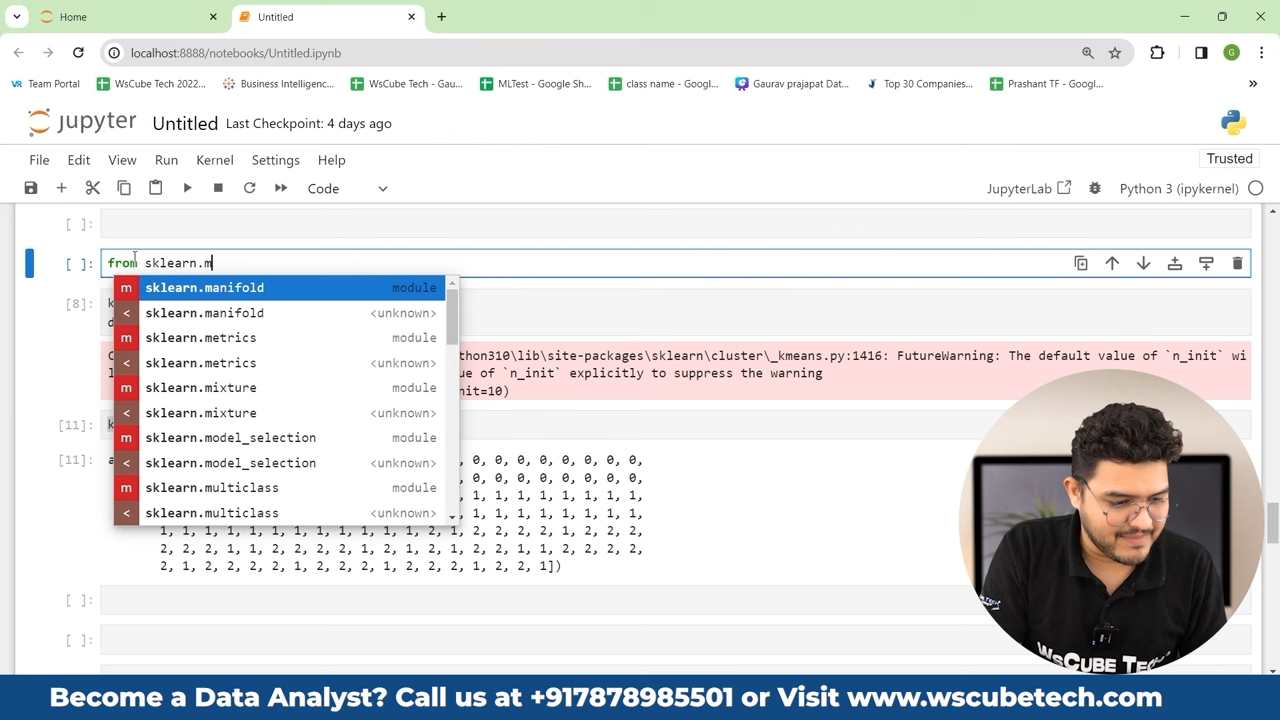 Home
Untitled
localhost:8888/notebooks/Untitled.ipynb
G
VR Team Portal
WsCube Tech 2022...
Business Intelligenc...
WsCube Tech - Gau...
MLTest - Google Sh...
class name - Googl...
Gaurav prajapat Dat...
Top 30 Companies...
Prashant TF - Googl...
jupyter Untitled Last Checkpoint: 4 days ago
File Edit View Run Kernel Settings Help
Trusted
Code
JupyterLab
Python 3 (ipykernel)
[ ]:
[ ]: from sklearn.m
m sklearn.manifold module
< sklearn.manifold <unknown>
m sklearn.metrics module
< sklearn.metrics <unknown>
m sklearn.mixture module
< sklearn.mixture <unknown>
m sklearn.model_selection module
< sklearn.model_selection <unknown>
m sklearn.multiclass module
< sklearn.multiclass <unknown>
[8]: k
d
C thon310\lib\site-packages\sklearn\cluster\_kmeans.py:1416: FutureWarning: The default value of `n_init` wi
l ue of `n_init` explicitly to suppress the warning
nit=10)
[11]: k
[11]: a , 0, 0, 0, 0, 0, 0, 0, 0,
, 0, 0, 0, 0, 0, 0, 0, 0,
, 1, 1, 1, 1, 1, 1, 1, 1,
, 1, 1, 1, 1, 1, 1, 1, 1,
1, 1, 1, 1, 1, 1, 1, 1, 1, 1, 1, 1, 1, 1, 1, 1, 2, 2, 2, 2,
2, 2, 2, 1, 1, 2, 2, 2, 2, 1, 2, 1, 2, 1, 2, 2, 1, 1, 2, 2, 2, 2,
2, 1, 2, 2, 2, 2, 1, 2, 2, 2, 1, 2, 2, 2, 1, 2, 2, 1])
[ ]:
[ ]:
WsCube Tech
Become a Data Analyst? Call us at +917878985501 or Visit www.wscubetech.com